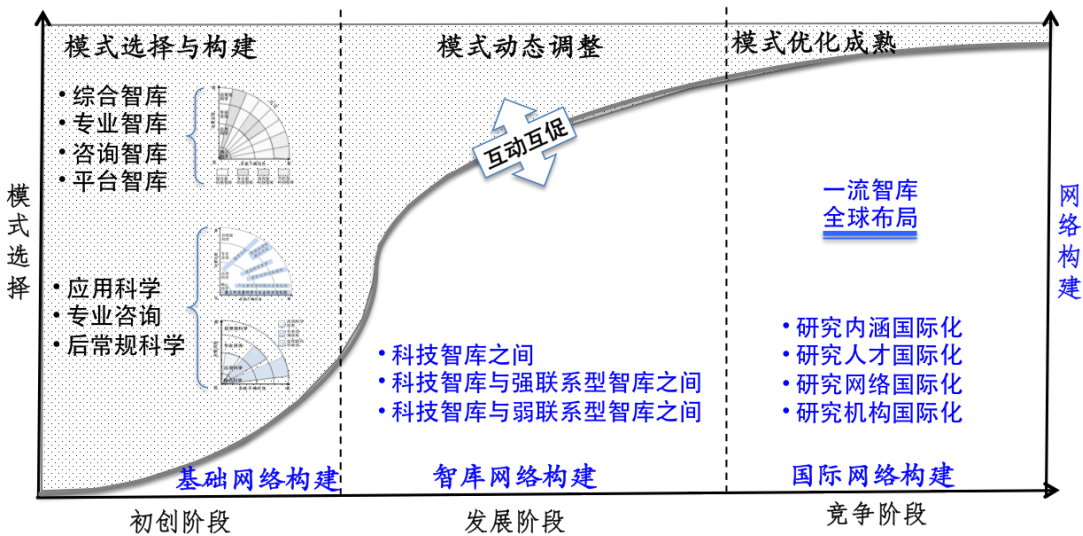 模式选择与构建
模式动态调整
模式优化成熟
• 综合智库
• 专业智库
• 咨询智库
• 平台智库
互动互促
模式选择
网络构建
一流智库
全球布局
• 应用科学
• 专业咨询
• 后常规科学
• 科技智库之间
• 科技智库与强联系型智库之间
• 科技智库与弱联系型智库之间
• 研究内涵国际化
• 研究人才国际化
• 研究网络国际化
• 研究机构国际化
基础网络构建
智库网络构建
国际网络构建
初创阶段
发展阶段
竞争阶段